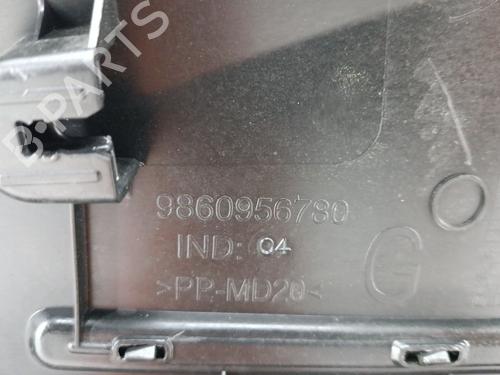 B-PARTS
9860956780
IND: 04
G
>PP-MD20<